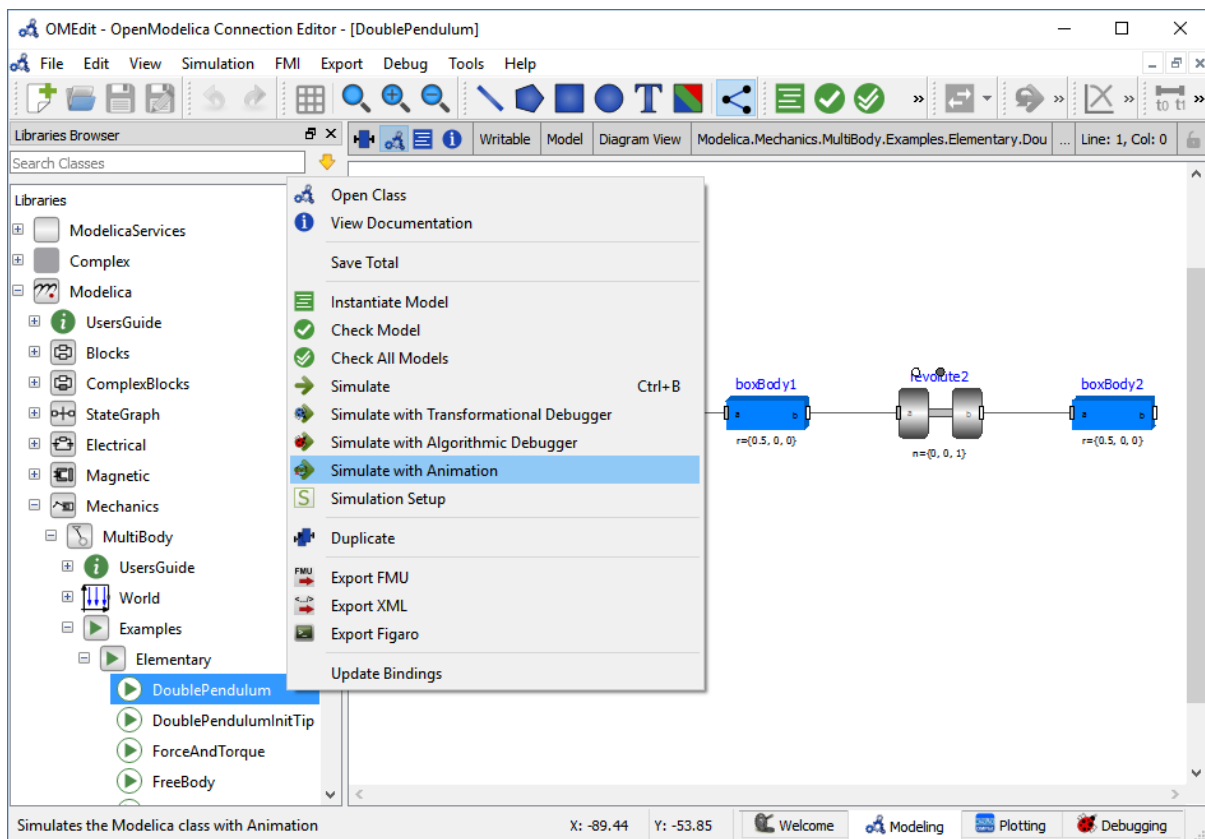 OMEdit - OpenModelica Connection Editor - [DoublePendulum]
File Edit View Simulation FMI Export Debug Tools Help
T » » » t0 t1 »
Libraries Browser
Writable Model Diagram View Modelica.Mechanics.MultiBody.Examples.Elementary.Dou ... Line: 1, Col: 0
Search Classes
Libraries
ModelicaServices
Complex
Modelica
UsersGuide
Blocks
ComplexBlocks
StateGraph
Electrical
Magnetic
Mechanics
MultiBody
UsersGuide
World
Examples
Elementary
DoublePendulum
DoublePendulumInitTip
ForceAndTorque
FreeBody
Open Class
View Documentation
Save Total
Instantiate Model
Check Model
Check All Models
Simulate Ctrl+B
Simulate with Transformational Debugger
Simulate with Algorithmic Debugger
Simulate with Animation
S Simulation Setup
Duplicate
FMU Export FMU
Export XML
Export Figaro
Update Bindings
boxBody1 revolute2 boxBody2
a b a b a b
r={0.5, 0, 0} n={0, 0, 1} r={0.5, 0, 0}
Simulates the Modelica class with Animation X: -89.44 Y: -53.85 Welcome Modeling Plotting Debugging